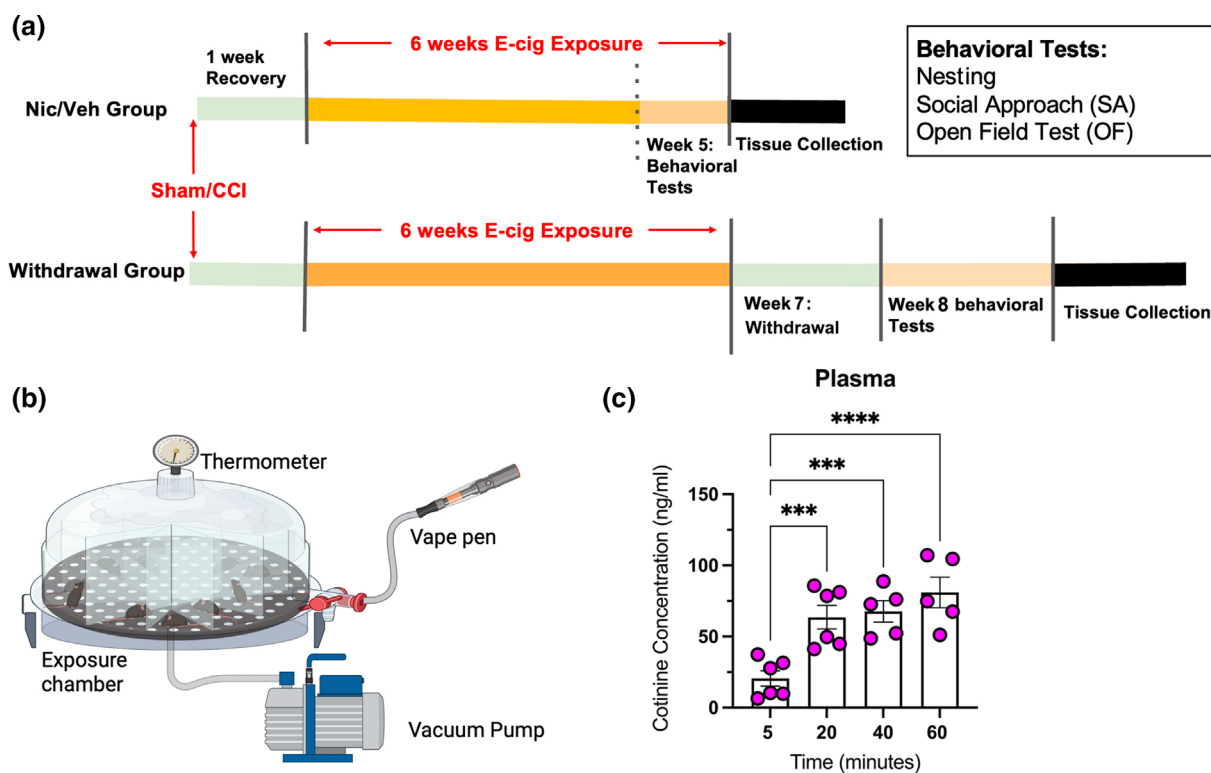 (a)
6 weeks E-cig Exposure
1 week
Recovery
Nic/Veh Group
Week 5:
Behavioral
Tests
Tissue Collection
Behavioral Tests:
Nesting
Social Approach (SA)
Open Field Test (OF)
Sham/CCI
6 weeks E-cig Exposure
Withdrawal Group
Week 7:
Withdrawal
Week 8 behavioral
Tests
Tissue Collection
(b)
Thermometer
Vape pen
Exposure
chamber
Vacuum Pump
(c)
Plasma
****
***
***
Cotinine Concentration (ng/ml)
150
100
50
0
5 20 40 60
Time (minutes)